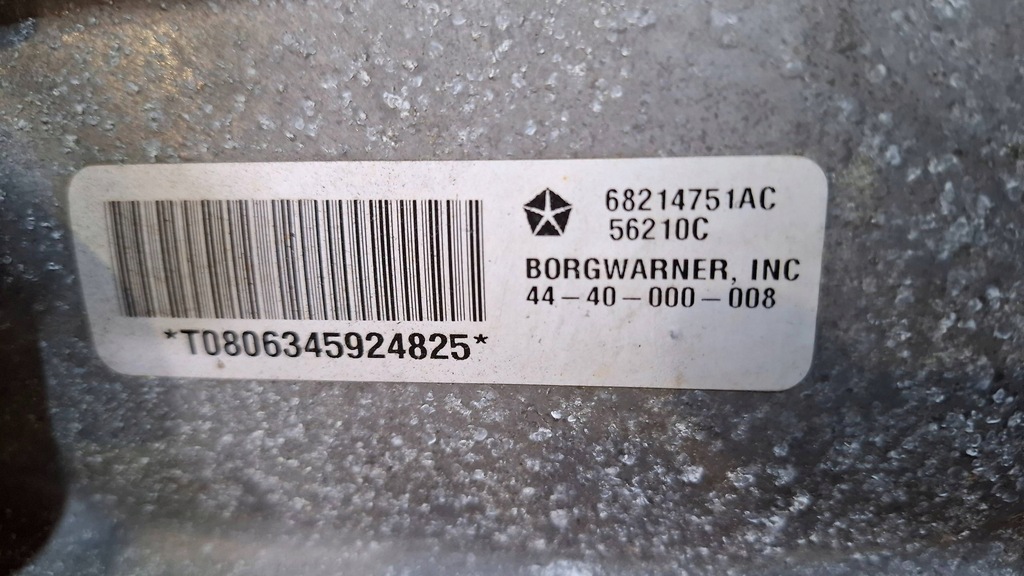 68214751AC
56210C
BORGWARNER, INC
44-40-000-008
*T0806345924825*